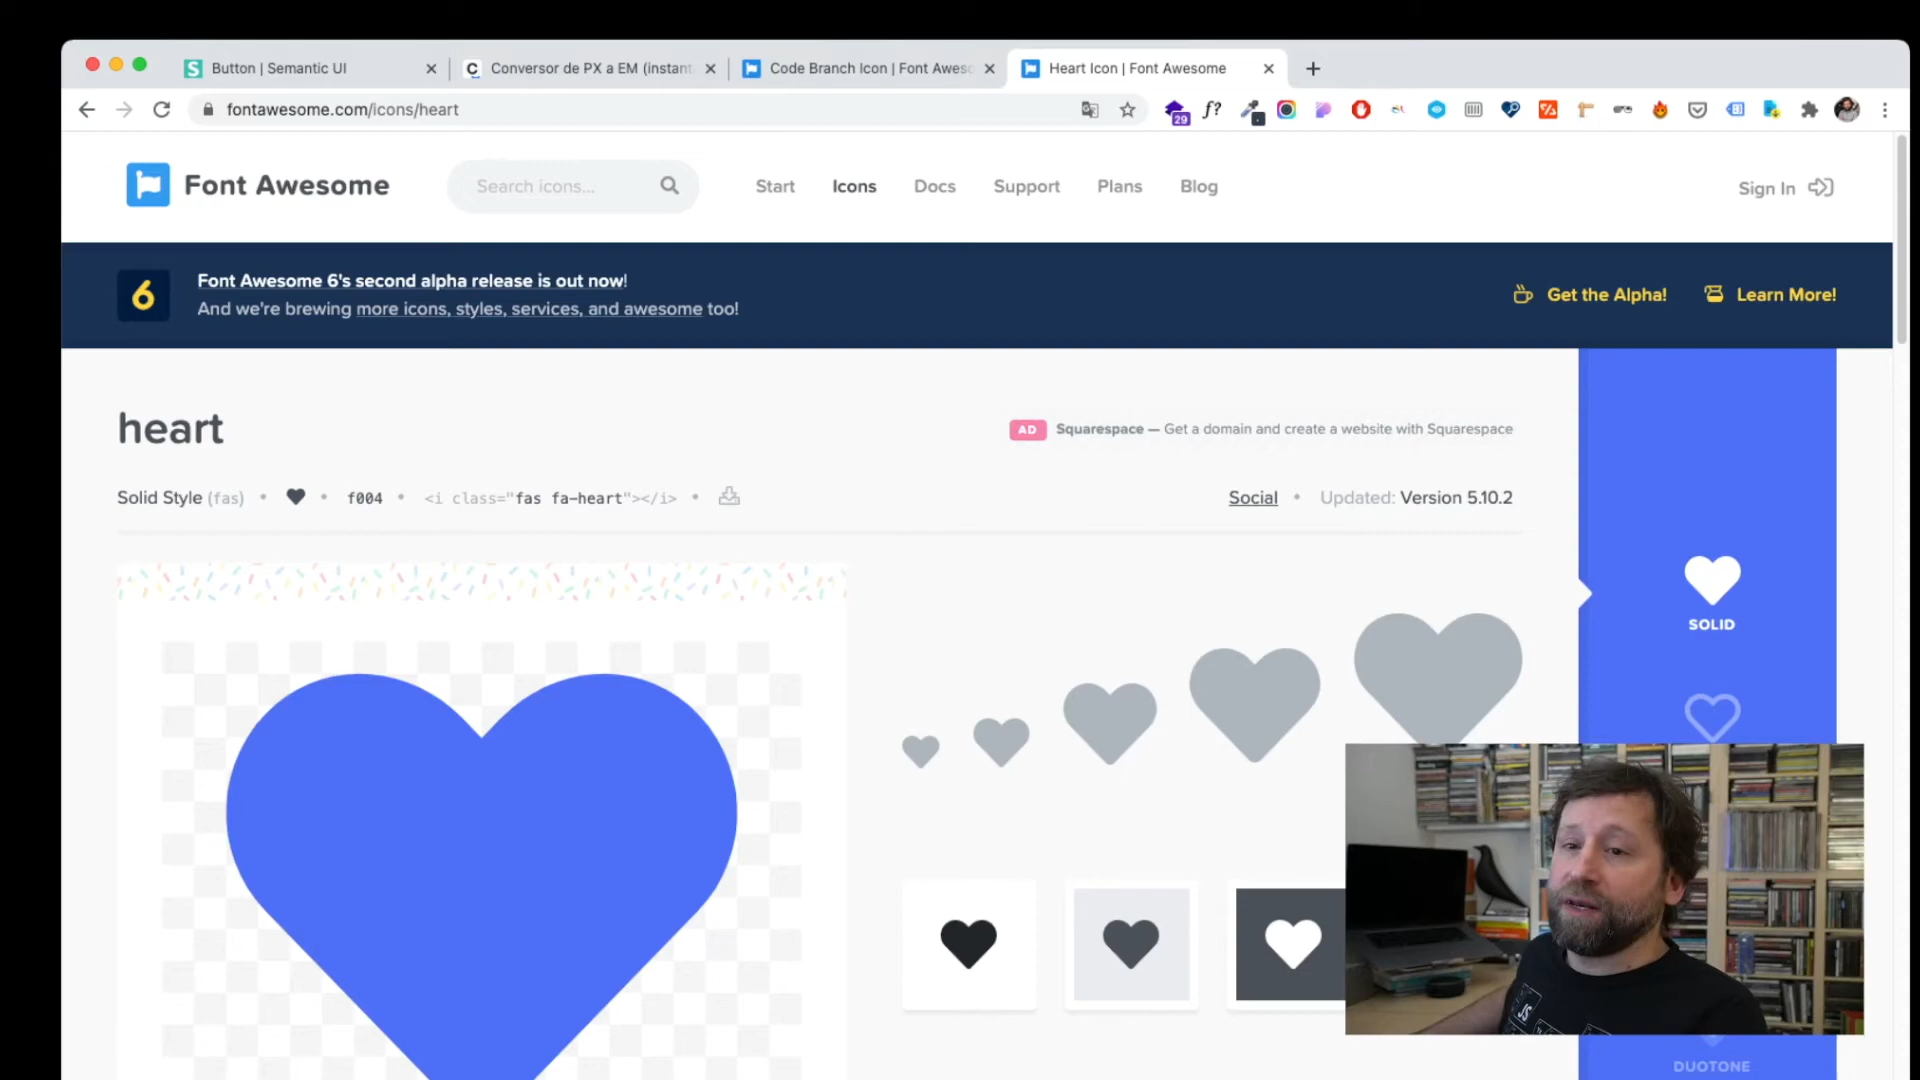 Button | Semantic UI
Conversor de PX a EM (instant
Code Branch Icon | Font Aweso
Heart Icon | Font Awesome
fontawesome.com/icons/heart
29
f?
Font Awesome
Search icons...
Start
Icons
Docs
Support
Plans
Blog
Sign In
6
Font Awesome 6's second alpha release is out now!
And we're brewing more icons, styles, services, and awesome too!
Get the Alpha!
Learn More!
heart
AD
Squarespace — Get a domain and create a website with Squarespace
Solid Style (fas) • • f004 • <i class="fas fa-heart"></i> •
Social • Updated: Version 5.10.2
SOLID
JS
DUOTONE